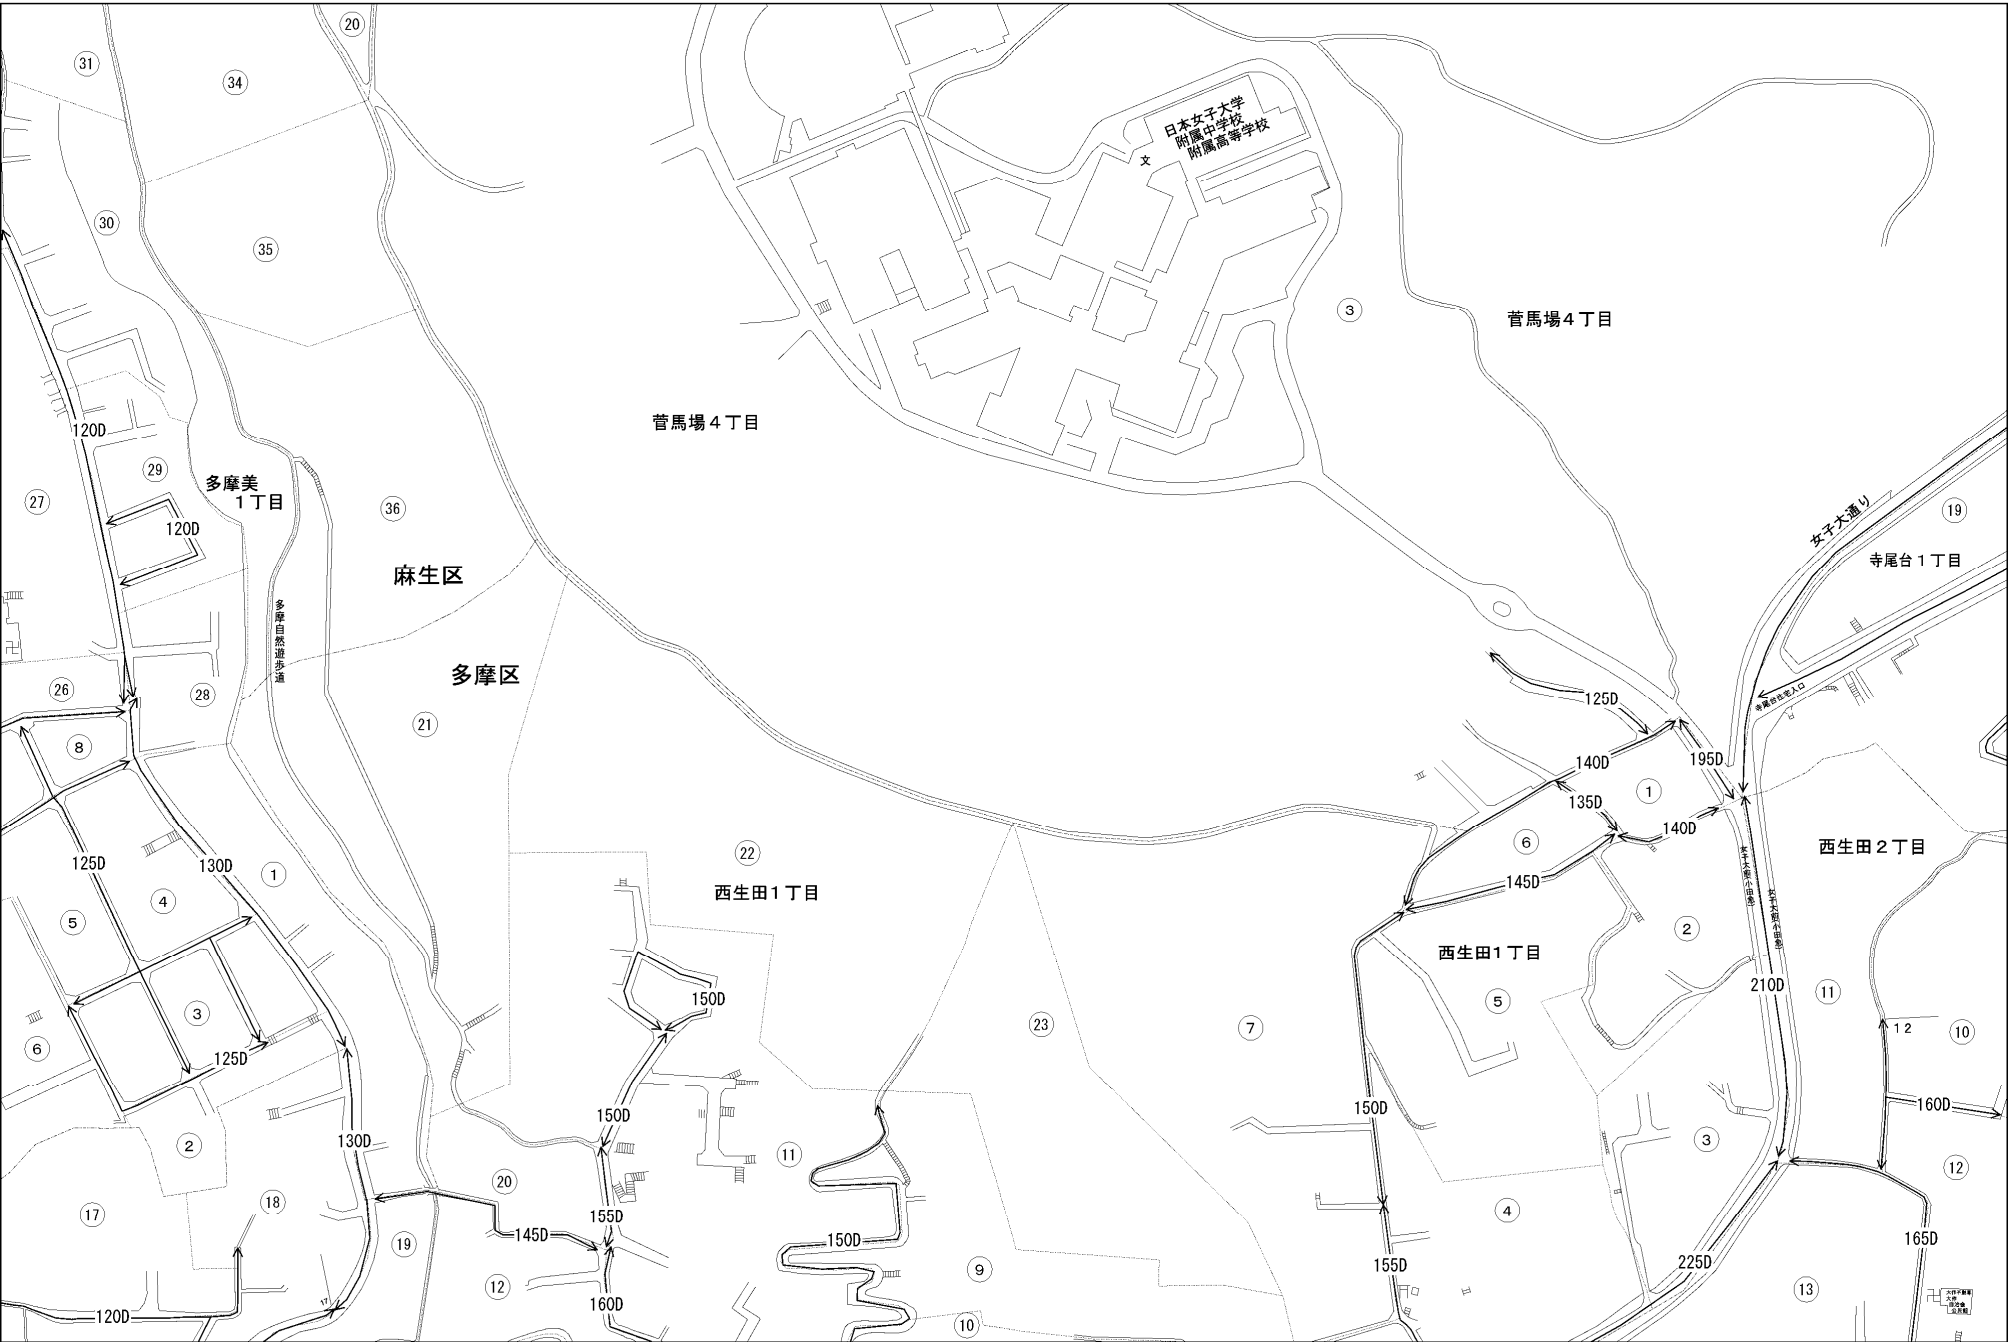 20
31
34
日本女子大学
附属中学校
附属高等学校
文
30
35
3
菅馬場4丁目
菅馬場4丁目
120D
29
27
多摩美
1丁目
36
120D
女子大通り
19
寺尾台1丁目
麻生区
多摩自然遊歩道
多摩区
26
28
21
125D
寺尾台住宅入口
8
140D
195D
1
135D
140D
6
22
西生田1丁目
125D
130D
1
4
5
145D
西生田2丁目
2
西生田1丁目
5
210D
11
150D
3
23
7
12
10
6
125D
150D
150D
160D
130D
2
3
11
12
20
17
18
155D
4
19
145D
150D
165D
155D
225D
9
12
160D
13
120D
17
10